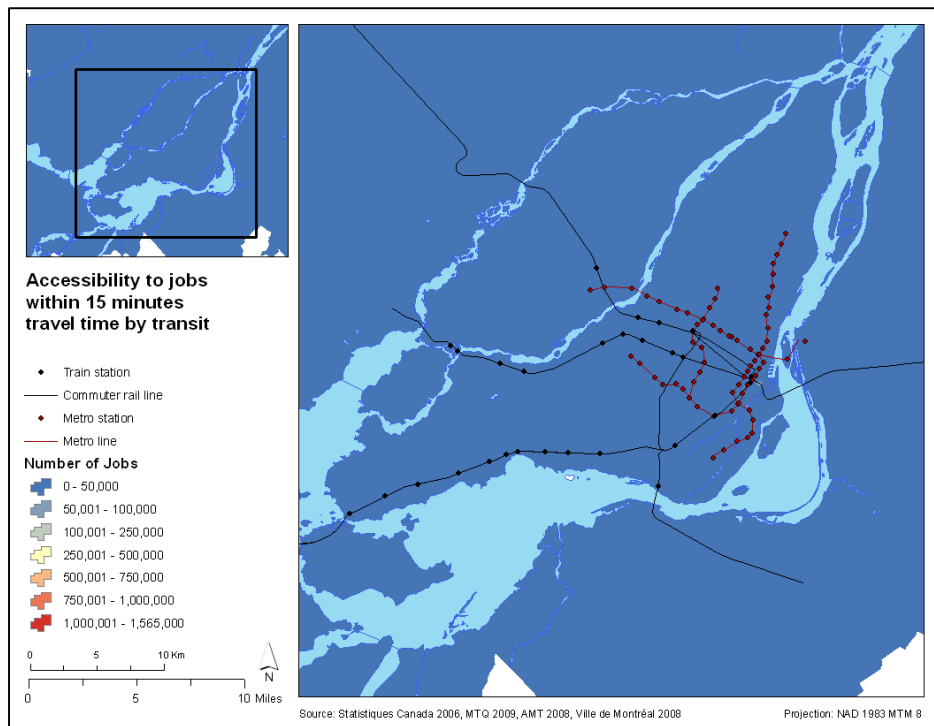 Accessibility to jobs
within 15 minutes
travel time by transit
Train station
Commuter rail line
Metro station
Metro line
Number of Jobs
0 - 50,000
50,001 - 100,000
100,001 - 250,000
250,001 - 500,000
500,001 - 750,000
750,001 - 1,000,000
1,000,001 - 1,565,000
0 5 10 Km
N
0 5 10 Miles
Source: Statistiques Canada 2006, MTQ 2009, AMT 2008, Ville de Montréal 2008
Projection: NAD 1983 MTM 8